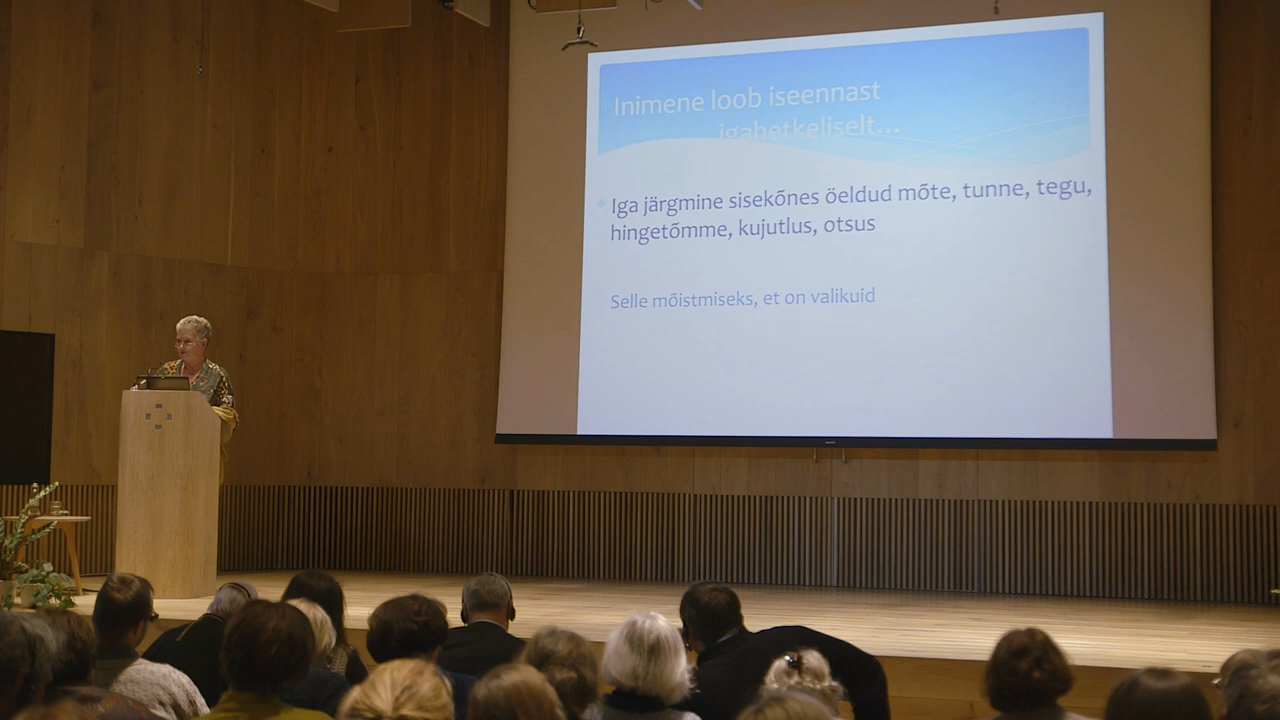 Inimene loob iseennast
igahetkeliselt...
Iga järgmine sisekõnes öeldud mõte, tunne, tegu,
hingetõmme, kujutlus, otsus
Selle mõistmiseks, et on valikuid